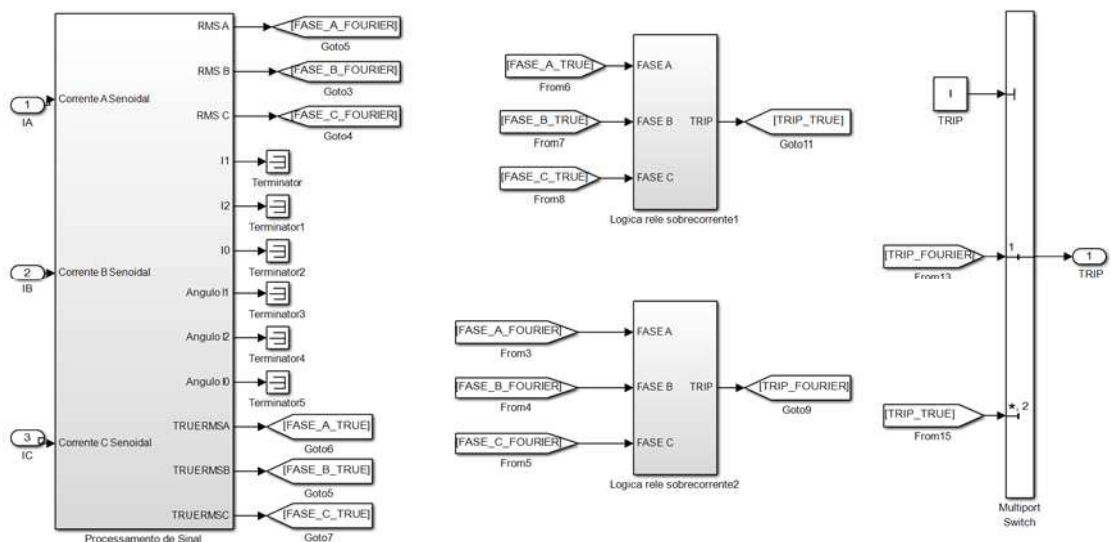 RMS A
[FASE_A_FOURIER]
Goto5
RMS B
[FASE_B_FOURIER]
Goto3
1
IA
Corrente A Senoidal
RMS C
[FASE_C_FOURIER]
Goto4
I1
Terminator
I2
Terminator1
I0
Terminator2
2
IB
Corrente B Senoidal
Angulo I1
Terminator3
Angulo I2
Terminator4
Angulo I0
Terminator5
3
IC
Corrente C Senoidal
TRUERMSA
[FASE_A_TRUE]
Goto6
TRUERMSB
[FASE_B_TRUE]
Goto5
TRUERMSC
[FASE_C_TRUE]
Goto7
Processamento de Sinal
[FASE_A_TRUE]
From6
FASE A
[FASE_B_TRUE]
From7
FASE B
TRIP
[TRIP_TRUE]
Goto11
[FASE_C_TRUE]
From8
FASE C
Logica rele sobrecorrente1
[FASE_A_FOURIER]
From3
FASE A
[FASE_B_FOURIER]
From4
FASE B
TRIP
[TRIP_FOURIER]
Goto9
[FASE_C_FOURIER]
From5
FASE C
Logica rele sobrecorrente2
I
TRIP
[TRIP_FOURIER]
From13
1
1
TRIP
[TRIP_TRUE]
From15
*, 2
Multiport
Switch